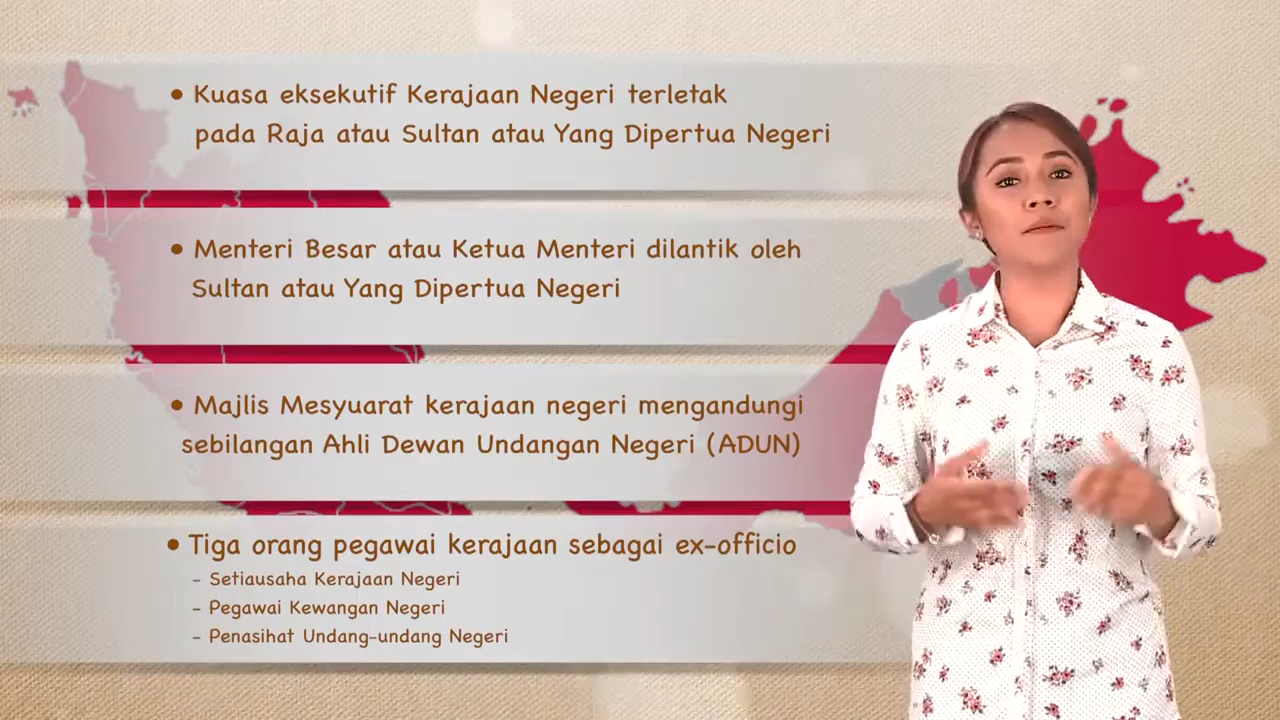 • Kuasa eksekutif Kerajaan Negeri terletak
pada Raja atau Sultan atau Yang Dipertua Negeri
• Menteri Besar atau Ketua Menteri dilantik oleh
Sultan atau Yang Dipertua Negeri
• Majlis Mesyuarat kerajaan negeri mengandungi
sebilangan Ahli Dewan Undangan Negeri (ADUN)
• Tiga orang pegawai kerajaan sebagai ex-officio
- Setiausaha Kerajaan Negeri
- Pegawai Kewangan Negeri
- Penasihat Undang-undang Negeri